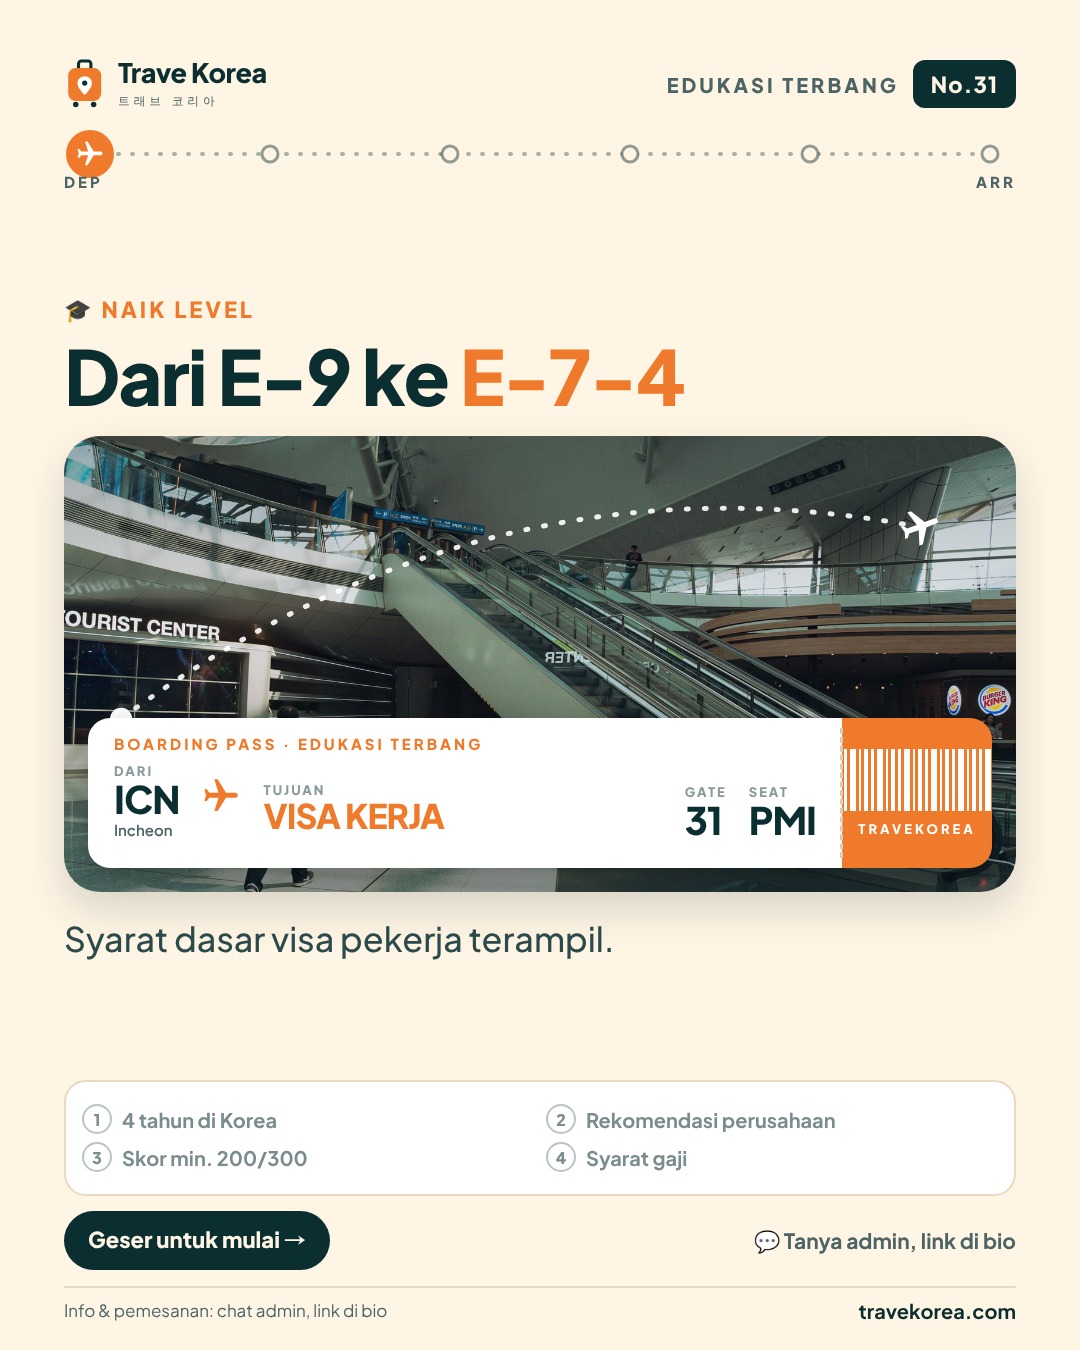 Trave Korea
트래브 코리아
EDUKASI TERBANG
No.31
DEP
ARR
🎓 NAIK LEVEL
Dari E-9 ke E-7-4
TOURIST CENTER
BURGER KING
BOARDING PASS · EDUKASI TERBANG
DARI
ICN
Incheon
TUJUAN
VISA KERJA
GATE
31
SEAT
PMI
TRAVEKOREA
Syarat dasar visa pekerja terampil.
1 4 tahun di Korea
2 Rekomendasi perusahaan
3 Skor min. 200/300
4 Syarat gaji
Geser untuk mulai →
💬 Tanya admin, link di bio
Info & pemesanan: chat admin, link di bio
travekorea.com